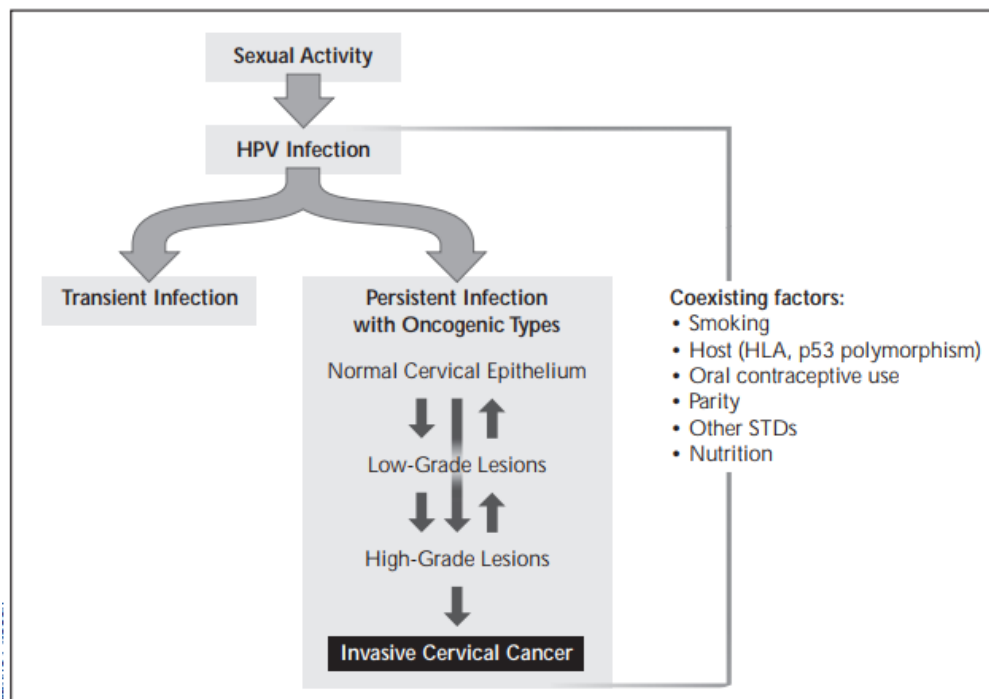 Sexual Activity
HPV Infection
Transient Infection
Persistent Infection
with Oncogenic Types
Normal Cervical Epithelium
Low-Grade Lesions
High-Grade Lesions
Invasive Cervical Cancer
Coexisting factors:
• Smoking
• Host (HLA, p53 polymorphism)
• Oral contraceptive use
• Parity
• Other STDs
• Nutrition